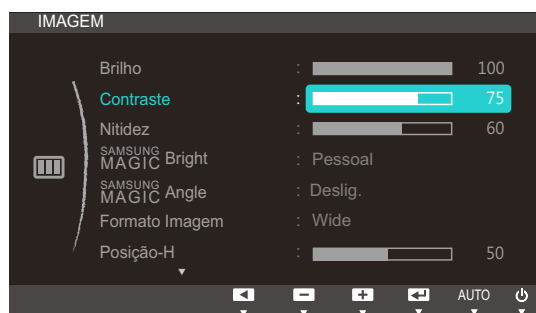 IMAGEM
Brilho : 100
Contraste : 75
Nitidez : 60
SAMSUNG MAGIC Bright : Pessoal
SAMSUNG MAGIC Angle : Deslig.
Formato Imagem : Wide
Posição-H : 50
AUTO